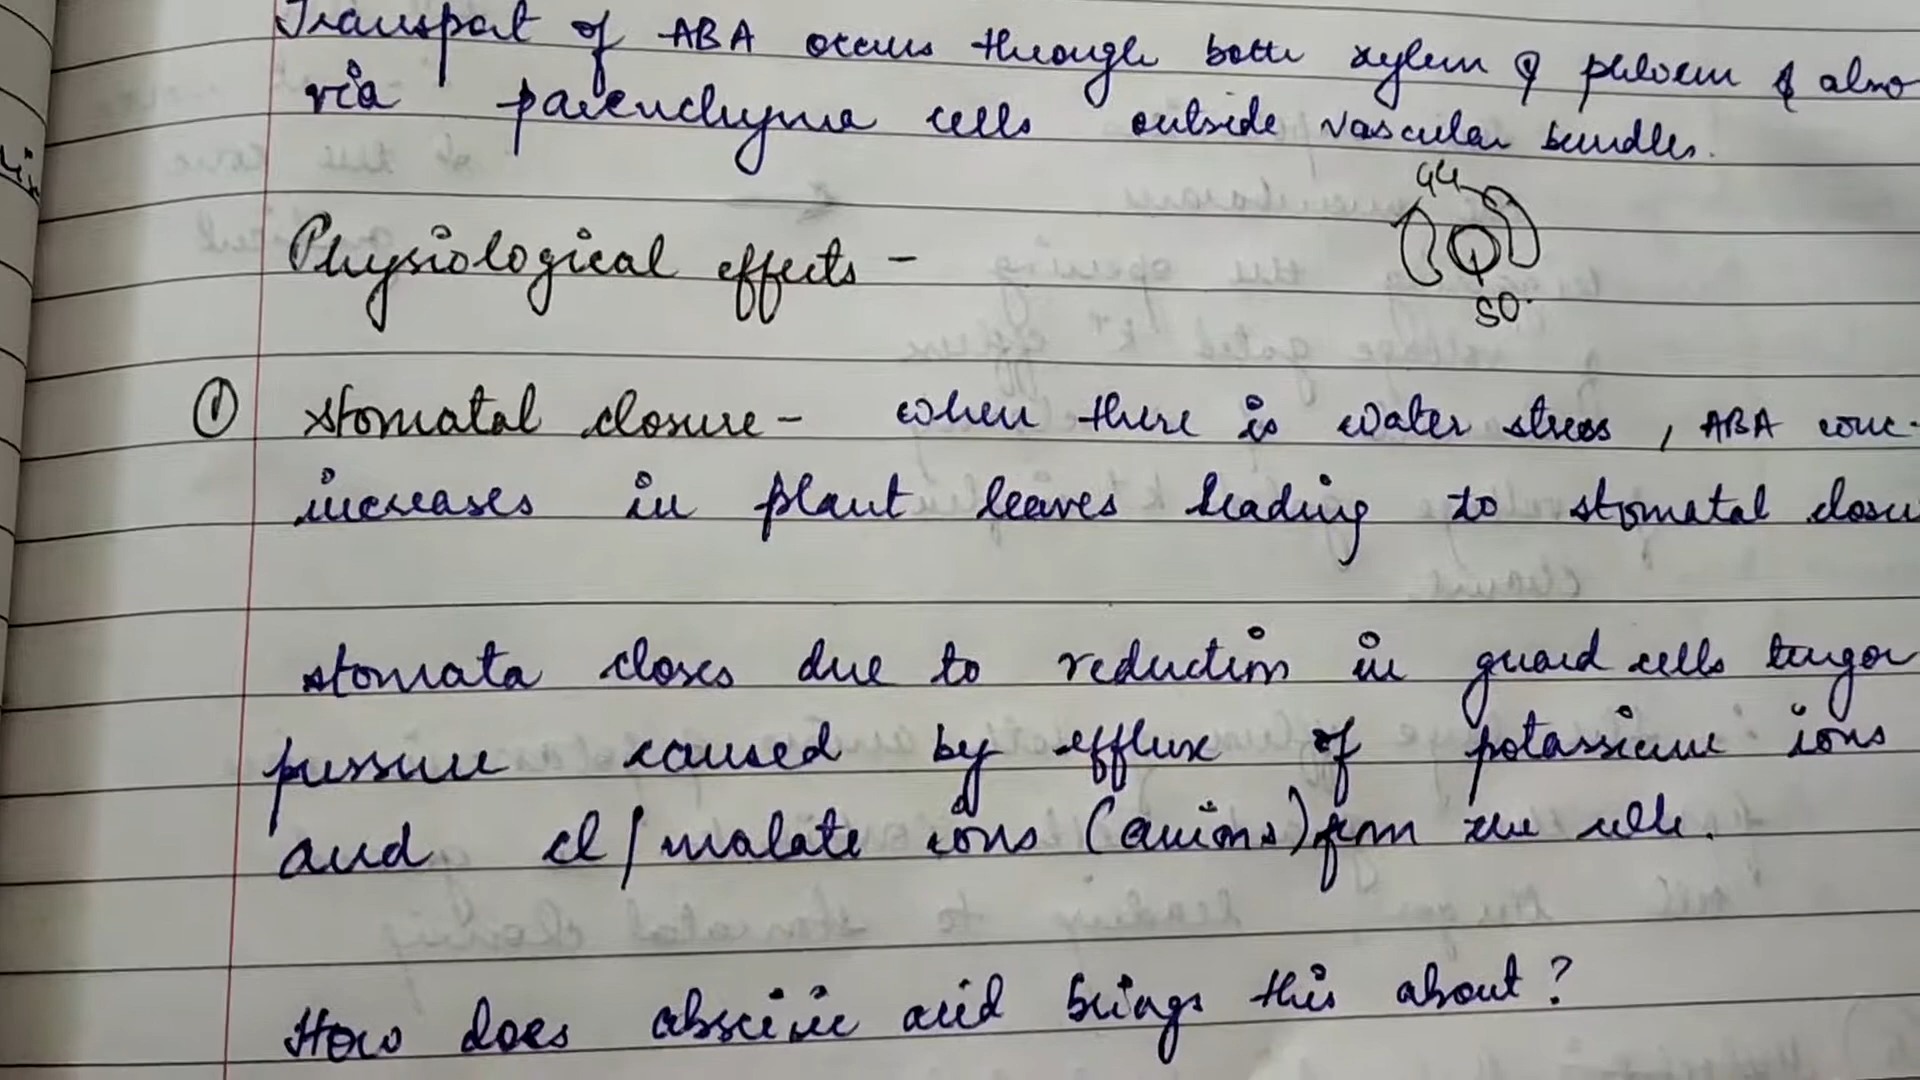 Transport of ABA occurs through both xylem & phloem & also
via parenchyma cells outside vascular bundles.
Physiological effects -
① stomatal closure - when there is water stress, ABA conc.
increases in plant leaves leading to stomatal closu
stomata closes due to reduction in guard cells turgor
pressure caused by efflux of potassium ions
and cl/malate ions (anions) from the cells.
How does abscisic acid brings this about?